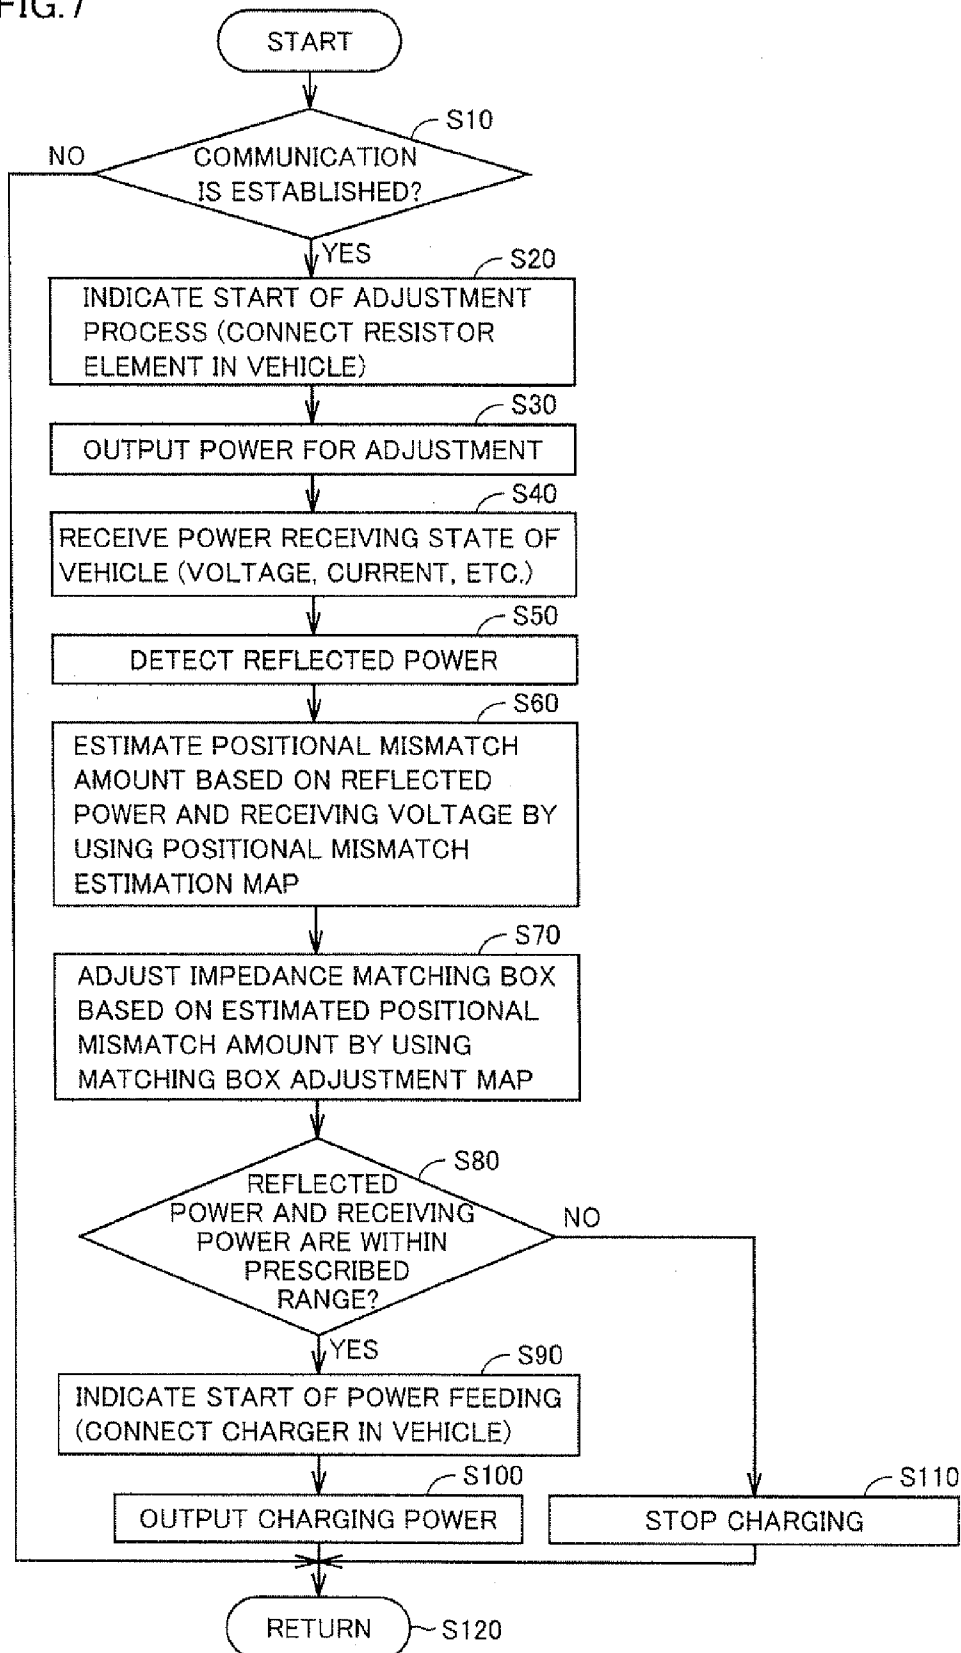 FIG.7
START
S10
NO
COMMUNICATION
IS ESTABLISHED?
YES
S20
INDICATE START OF ADJUSTMENT
PROCESS (CONNECT RESISTOR
ELEMENT IN VEHICLE)
S30
OUTPUT POWER FOR ADJUSTMENT
S40
RECEIVE POWER RECEIVING STATE OF
VEHICLE (VOLTAGE, CURRENT, ETC.)
S50
DETECT REFLECTED POWER
S60
ESTIMATE POSITIONAL MISMATCH
AMOUNT BASED ON REFLECTED
POWER AND RECEIVING VOLTAGE BY
USING POSITIONAL MISMATCH
ESTIMATION MAP
S70
ADJUST IMPEDANCE MATCHING BOX
BASED ON ESTIMATED POSITIONAL
MISMATCH AMOUNT BY USING
MATCHING BOX ADJUSTMENT MAP
S80
REFLECTED
POWER AND RECEIVING
POWER ARE WITHIN
PRESCRIBED
RANGE?
NO
YES
S90
INDICATE START OF POWER FEEDING
(CONNECT CHARGER IN VEHICLE)
S100
OUTPUT CHARGING POWER
S110
STOP CHARGING
RETURN
S120